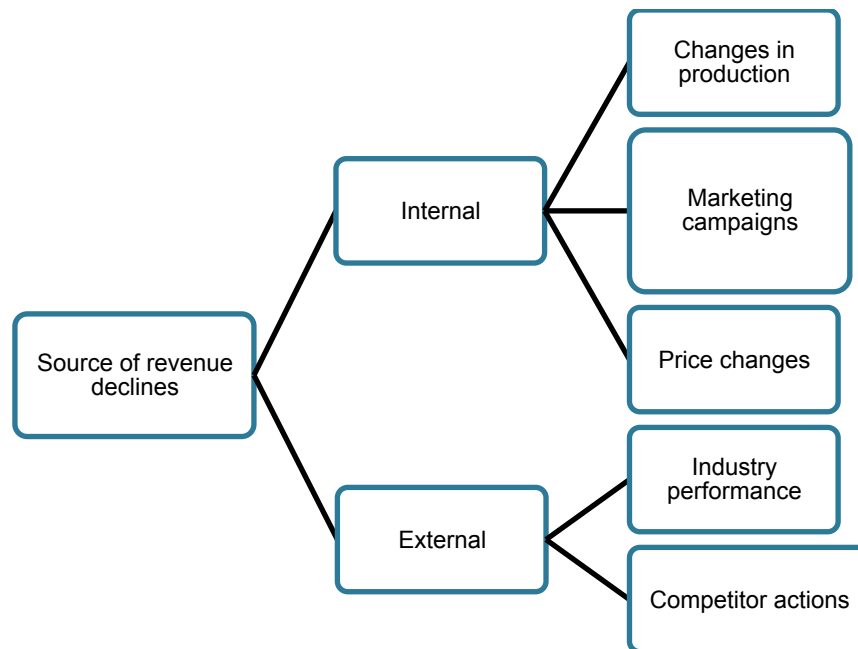 Changes in
production
Internal
Marketing
campaigns
Source of revenue
declines
Price changes
External
Industry
performance
Competitor actions